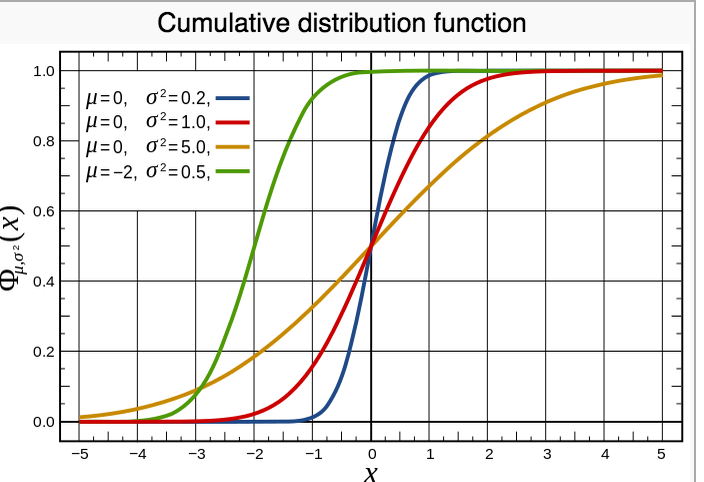 Cumulative distribution function
1.0
0.8
0.6
0.4
0.2
0.0
μ=0, σ²=0.2,
μ=0, σ²=1.0,
μ=0, σ²=5.0,
μ=−2, σ²=0.5,
Φμ,σ²(x)
−5 −4 −3 −2 −1 0 1 2 3 4 5
x